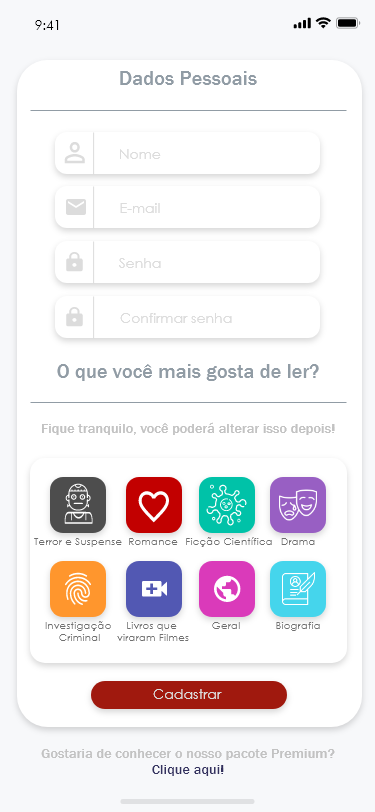 9:41
Dados Pessoais
Nome
E-mail
Senha
Confirmar senha
O que você mais gosta de ler?
Fique tranquilo, você poderá alterar isso depois!
Terror e Suspense
Romance
Ficção Científica
Drama
Investigação
Criminal
Livros que
viraram Filmes
Geral
Biografia
Cadastrar
Gostaria de conhecer o nosso pacote Premium?
Clique aqui!